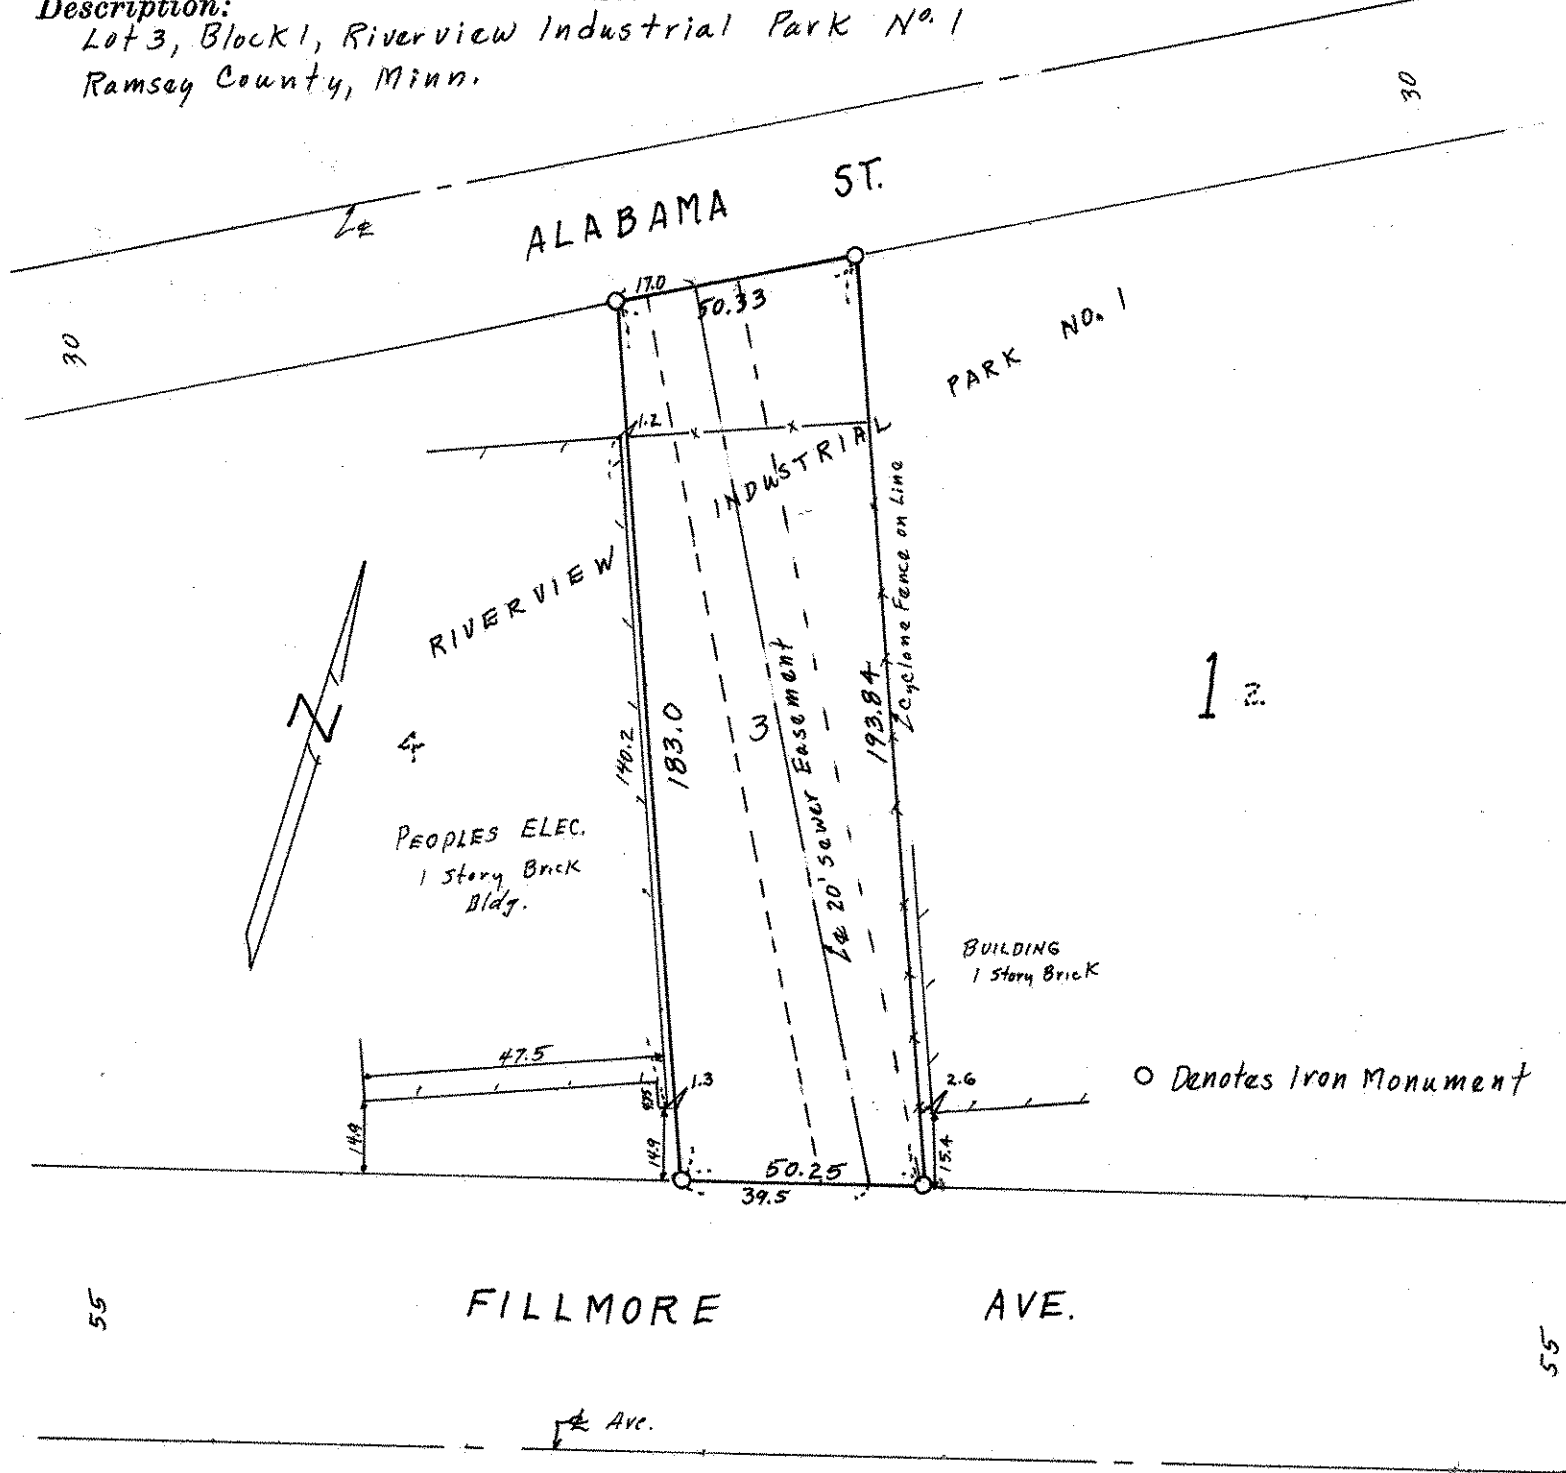 Description:
Lot 3, Block 1, Riverview Industrial Park No. 1
Ramsey County, Minn.
30
ALABAMA ST.
℄
17.0
50.33
30
PARK NO. 1
1.2
INDUSTRIAL
RIVERVIEW
Cyclone Fence on Line
N
4
140.2
183.0
3
℄ 20' Sewer Easement
193.84
1
2
PEOPLES ELEC.
1 Story Brick
Bldg.
BUILDING
1 Story Brick
47.5
1.3
2.6
O Denotes Iron Monument
14.9
14.9
15.4
50.25
39.5
55
FILLMORE AVE.
55
℄ Ave.